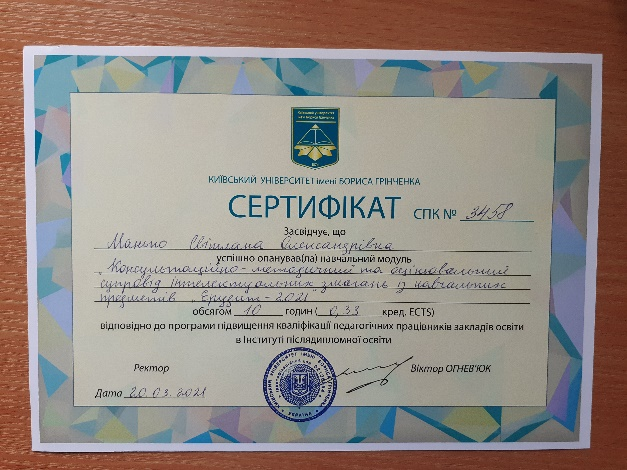 КИЇВСЬКИЙ УНІВЕРСИТЕТ імені БОРИСА ГРІНЧЕНКА
СЕРТИФІКАТ СПК № 3458
Засвідчує, що
Світлана Олександрівна
успішно опанував(ла) навчальний модуль
„Консультаційно-методичний та оцінювальний
супровід інтелектуальних змагань із навчальних
предметів „Ерудит-2021"
обсягом 10 годин ( 0,33 кред. ECTS)
відповідно до програми підвищення кваліфікації педагогічних працівників закладів освіти
в Інституті післядипломної освіти
Ректор Віктор ОГНЕВ'ЮК
Дата 20.03.2021